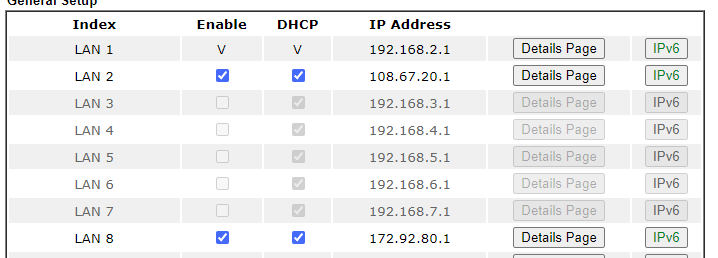 General Setup
Index Enable DHCP IP Address
LAN 1 V V 192.168.2.1 Details Page IPv6
LAN 2 108.67.20.1 Details Page IPv6
LAN 3 192.168.3.1 Details Page IPv6
LAN 4 192.168.4.1 Details Page IPv6
LAN 5 192.168.5.1 Details Page IPv6
LAN 6 192.168.6.1 Details Page IPv6
LAN 7 192.168.7.1 Details Page IPv6
LAN 8 172.92.80.1 Details Page IPv6